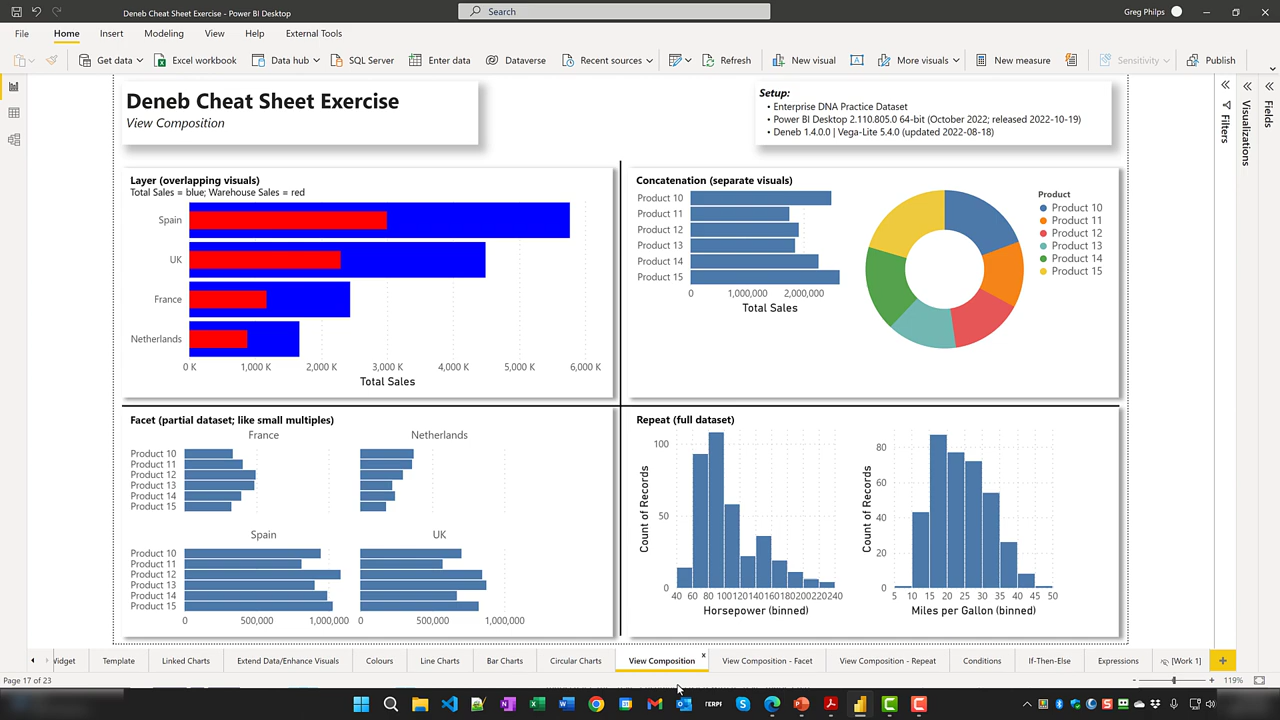 Deneb Cheat Sheet Exercise - Power BI Desktop
Search
Greg Philps
File Home Insert Modeling View Help External Tools
Get data Excel workbook Data hub SQL Server Enter data Dataverse Recent sources Refresh New visual More visuals New measure Sensitivity Publish
Deneb Cheat Sheet Exercise
View Composition
Setup:
• Enterprise DNA Practice Dataset
• Power BI Desktop 2.110.805.0 64-bit (October 2022; released 2022-10-19)
• Deneb 1.4.0.0 | Vega-Lite 5.4.0 (updated 2022-08-18)
Filters
Visualizations
Fields
Layer (overlapping visuals)
Total Sales = blue; Warehouse Sales = red
Spain
UK
France
Netherlands
0 K 1,000 K 2,000 K 3,000 K 4,000 K 5,000 K 6,000 K
Total Sales
Concatenation (separate visuals)
Product 10
Product 11
Product 12
Product 13
Product 14
Product 15
0 1,000,000 2,000,000
Total Sales
Product
Product 10
Product 11
Product 12
Product 13
Product 14
Product 15
Facet (partial dataset; like small multiples)
France Netherlands
Product 10
Product 11
Product 12
Product 13
Product 14
Product 15
Spain UK
Product 10
Product 11
Product 12
Product 13
Product 14
Product 15
0 500,000 1,000,000 0 500,000 1,000,000
Repeat (full dataset)
Count of Records
100
50
0
40 60 80 100 120 140 160 180 200 220 240
Horsepower (binned)
Count of Records
80
60
40
20
0
5 10 15 20 25 30 35 40 45 50
Miles per Gallon (binned)
Widget Template Linked Charts Extend Data/Enhance Visuals Colours Line Charts Bar Charts Circular Charts View Composition x View Composition - Facet View Composition - Repeat Conditions If-Then-Else Expressions [Work 1] +
Page 17 of 23
119%
ERPI